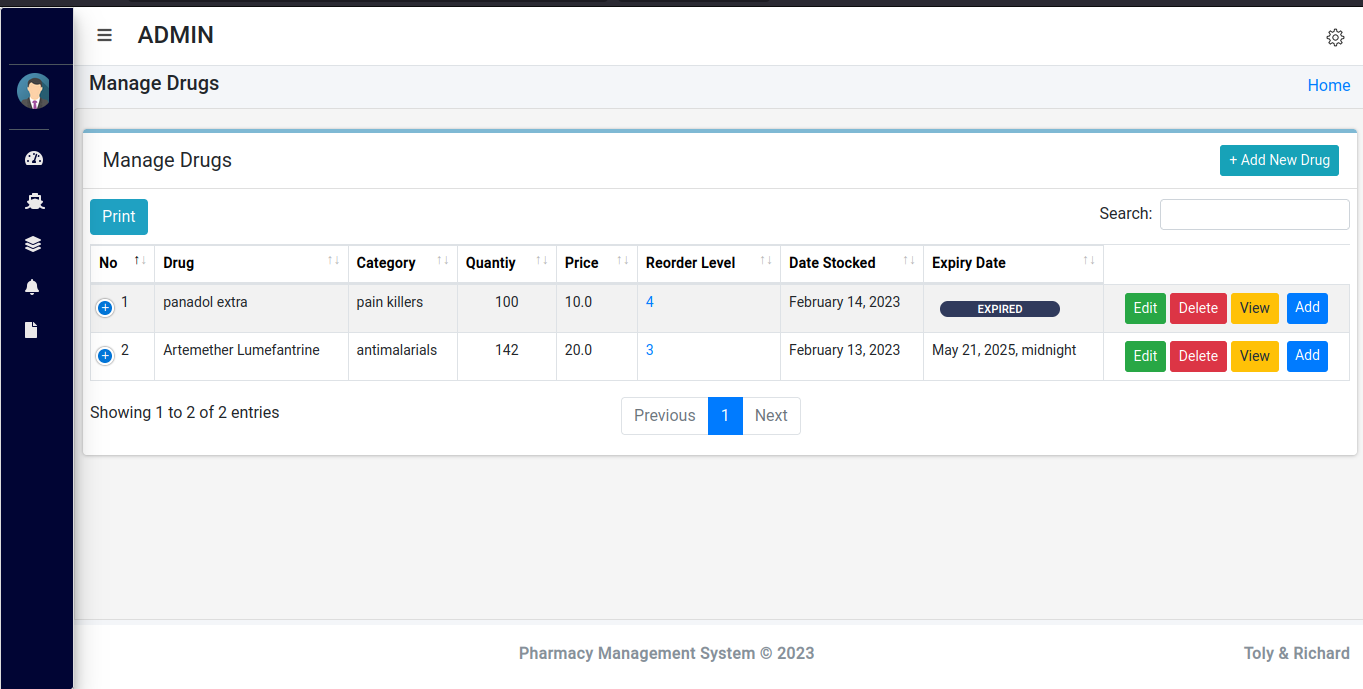 ADMIN
Manage Drugs
Home
Manage Drugs
+ Add New Drug
Print
Search:
No Drug Category Quantiy Price Reorder Level Date Stocked Expiry Date
1 panadol extra pain killers 100 10.0 4 February 14, 2023 EXPIRED Edit Delete View Add
2 Artemether Lumefantrine antimalarials 142 20.0 3 February 13, 2023 May 21, 2025, midnight Edit Delete View Add
Showing 1 to 2 of 2 entries
Previous 1 Next
Pharmacy Management System © 2023
Toly & Richard